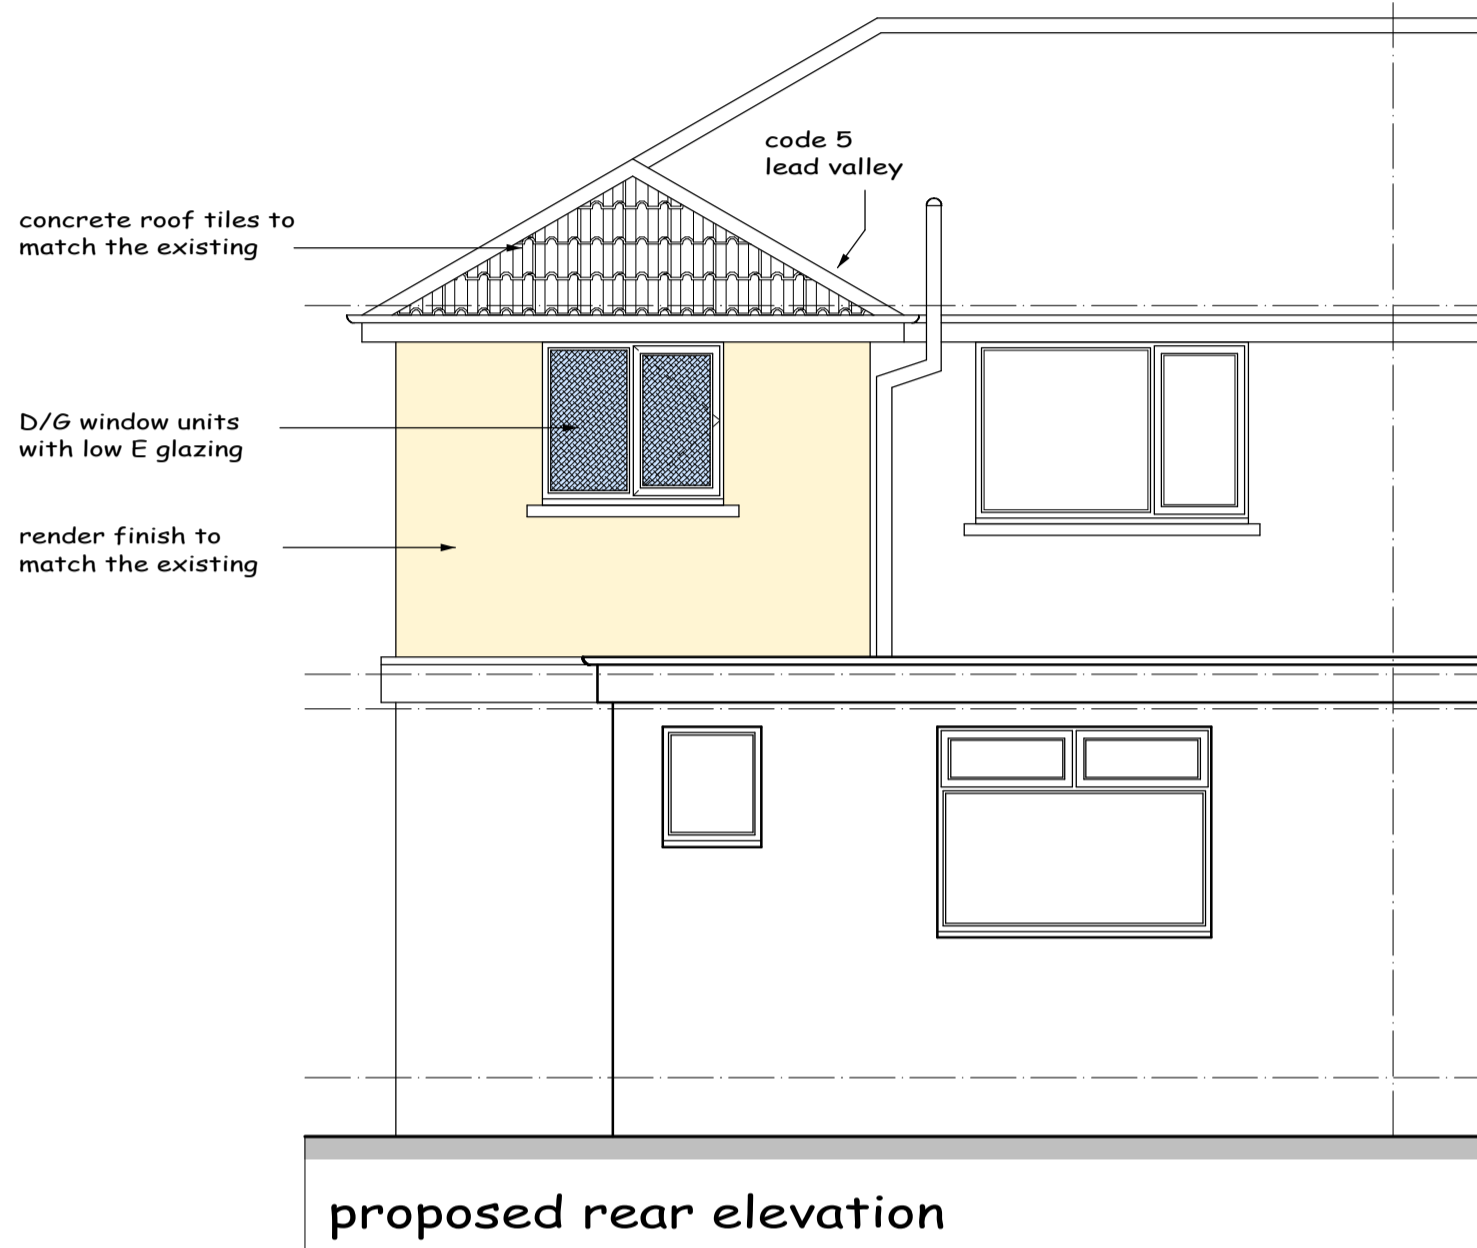 code 5
lead valley
concrete roof tiles to
match the existing
D/G window units
with low E glazing
render finish to
match the existing
proposed rear elevation